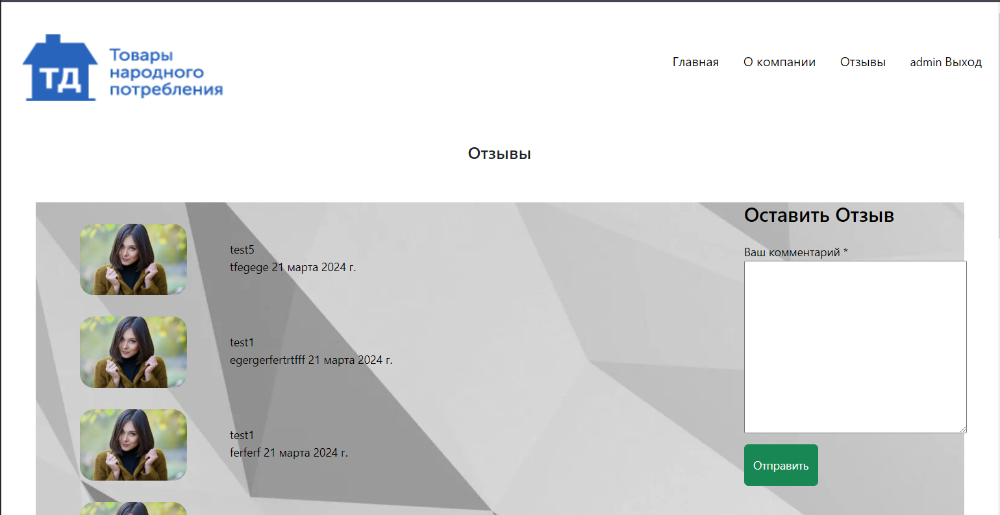 ТД
Товары
народного
потребления
Главная О компании Отзывы admin Выход
Отзывы
test5
tfegege 21 марта 2024 г.
test1
egergerfertrtfff 21 марта 2024 г.
test1
ferferf 21 марта 2024 г.
Оставить Отзыв
Ваш комментарий *
Отправить